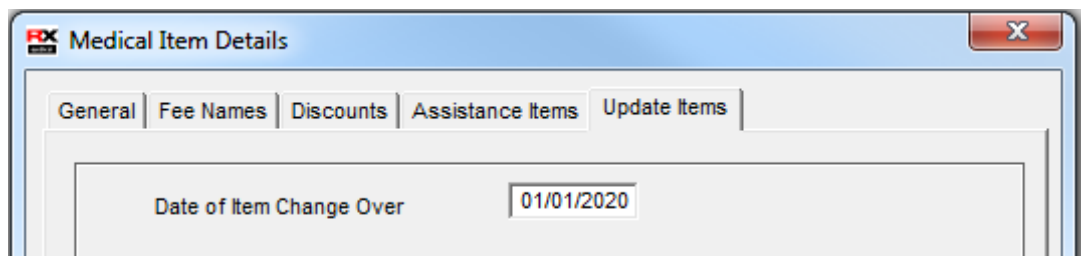 RX Medical Item Details
General Fee Names Discounts Assistance Items Update Items
Date of Item Change Over 01/01/2020